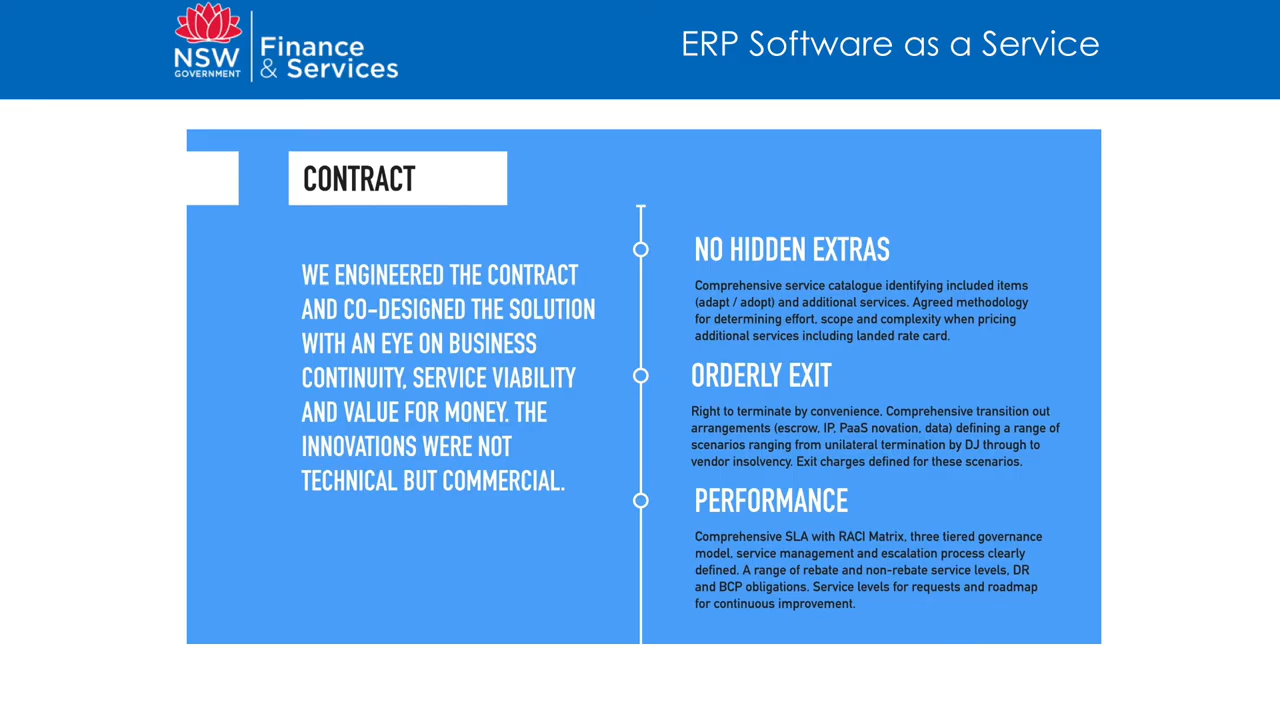 NSW
GOVERNMENT
Finance
& Services
ERP Software as a Service
CONTRACT
WE ENGINEERED THE CONTRACT
AND CO-DESIGNED THE SOLUTION
WITH AN EYE ON BUSINESS
CONTINUITY, SERVICE VIABILITY
AND VALUE FOR MONEY. THE
INNOVATIONS WERE NOT
TECHNICAL BUT COMMERCIAL.
NO HIDDEN EXTRAS
Comprehensive service catalogue identifying included items
(adapt / adopt) and additional services. Agreed methodology
for determining effort, scope and complexity when pricing
additional services including landed rate card.
ORDERLY EXIT
Right to terminate by convenience. Comprehensive transition out
arrangements (escrow, IP, PaaS novation, data) defining a range of
scenarios ranging from unilateral termination by DJ through to
vendor insolvency. Exit charges defined for these scenarios.
PERFORMANCE
Comprehensive SLA with RACI Matrix, three tiered governance
model, service management and escalation process clearly
defined. A range of rebate and non-rebate service levels, DR
and BCP obligations. Service levels for requests and roadmap
for continuous improvement.